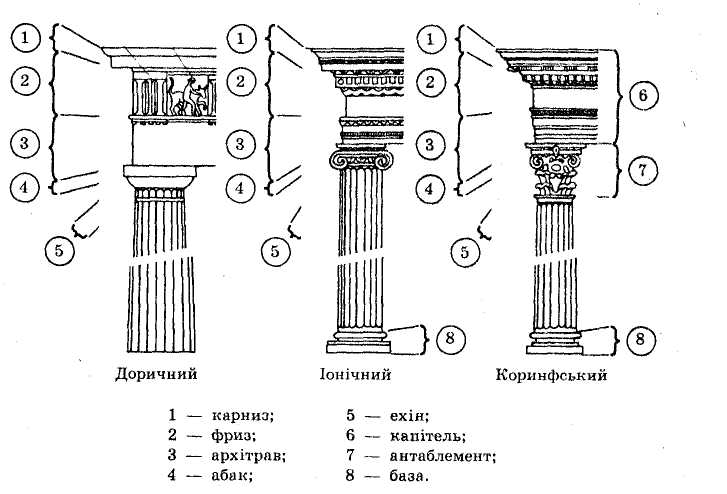 1 1 1
2 2 2 6
3 3 3
7
4 4 4
5 5 5
8 8
Доричний Іонічний Коринфський
1 — карниз; 5 — ехін;
2 — фриз; 6 — капітель;
3 — архітрав; 7 — антаблемент;
4 — абак; 8 — база.